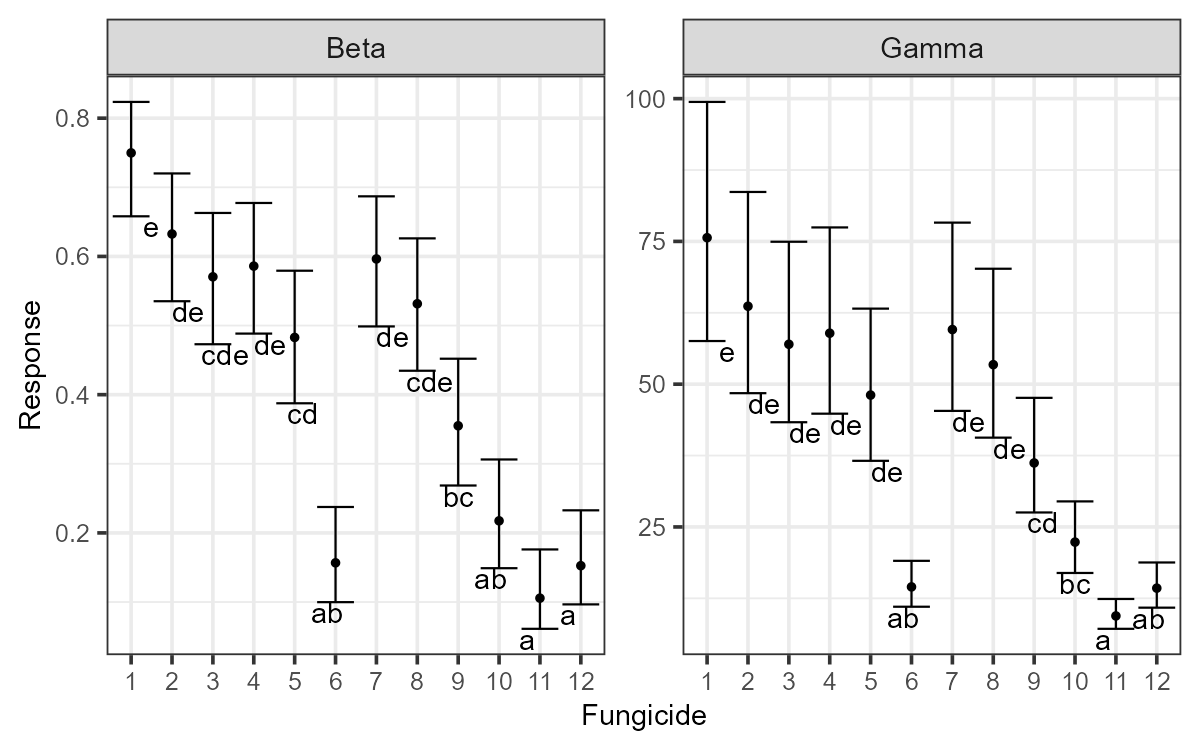 Beta
Gamma
Response
0.8
0.6
0.4
0.2
e
de
cde
de
cd
ab
de
cde
bc
ab
a
a
1 2 3 4 5 6 7 8 9 10 11 12
100
75
50
25
e
de
de
de
de
ab
de
de
cd
bc
a
ab
1 2 3 4 5 6 7 8 9 10 11 12
Fungicide